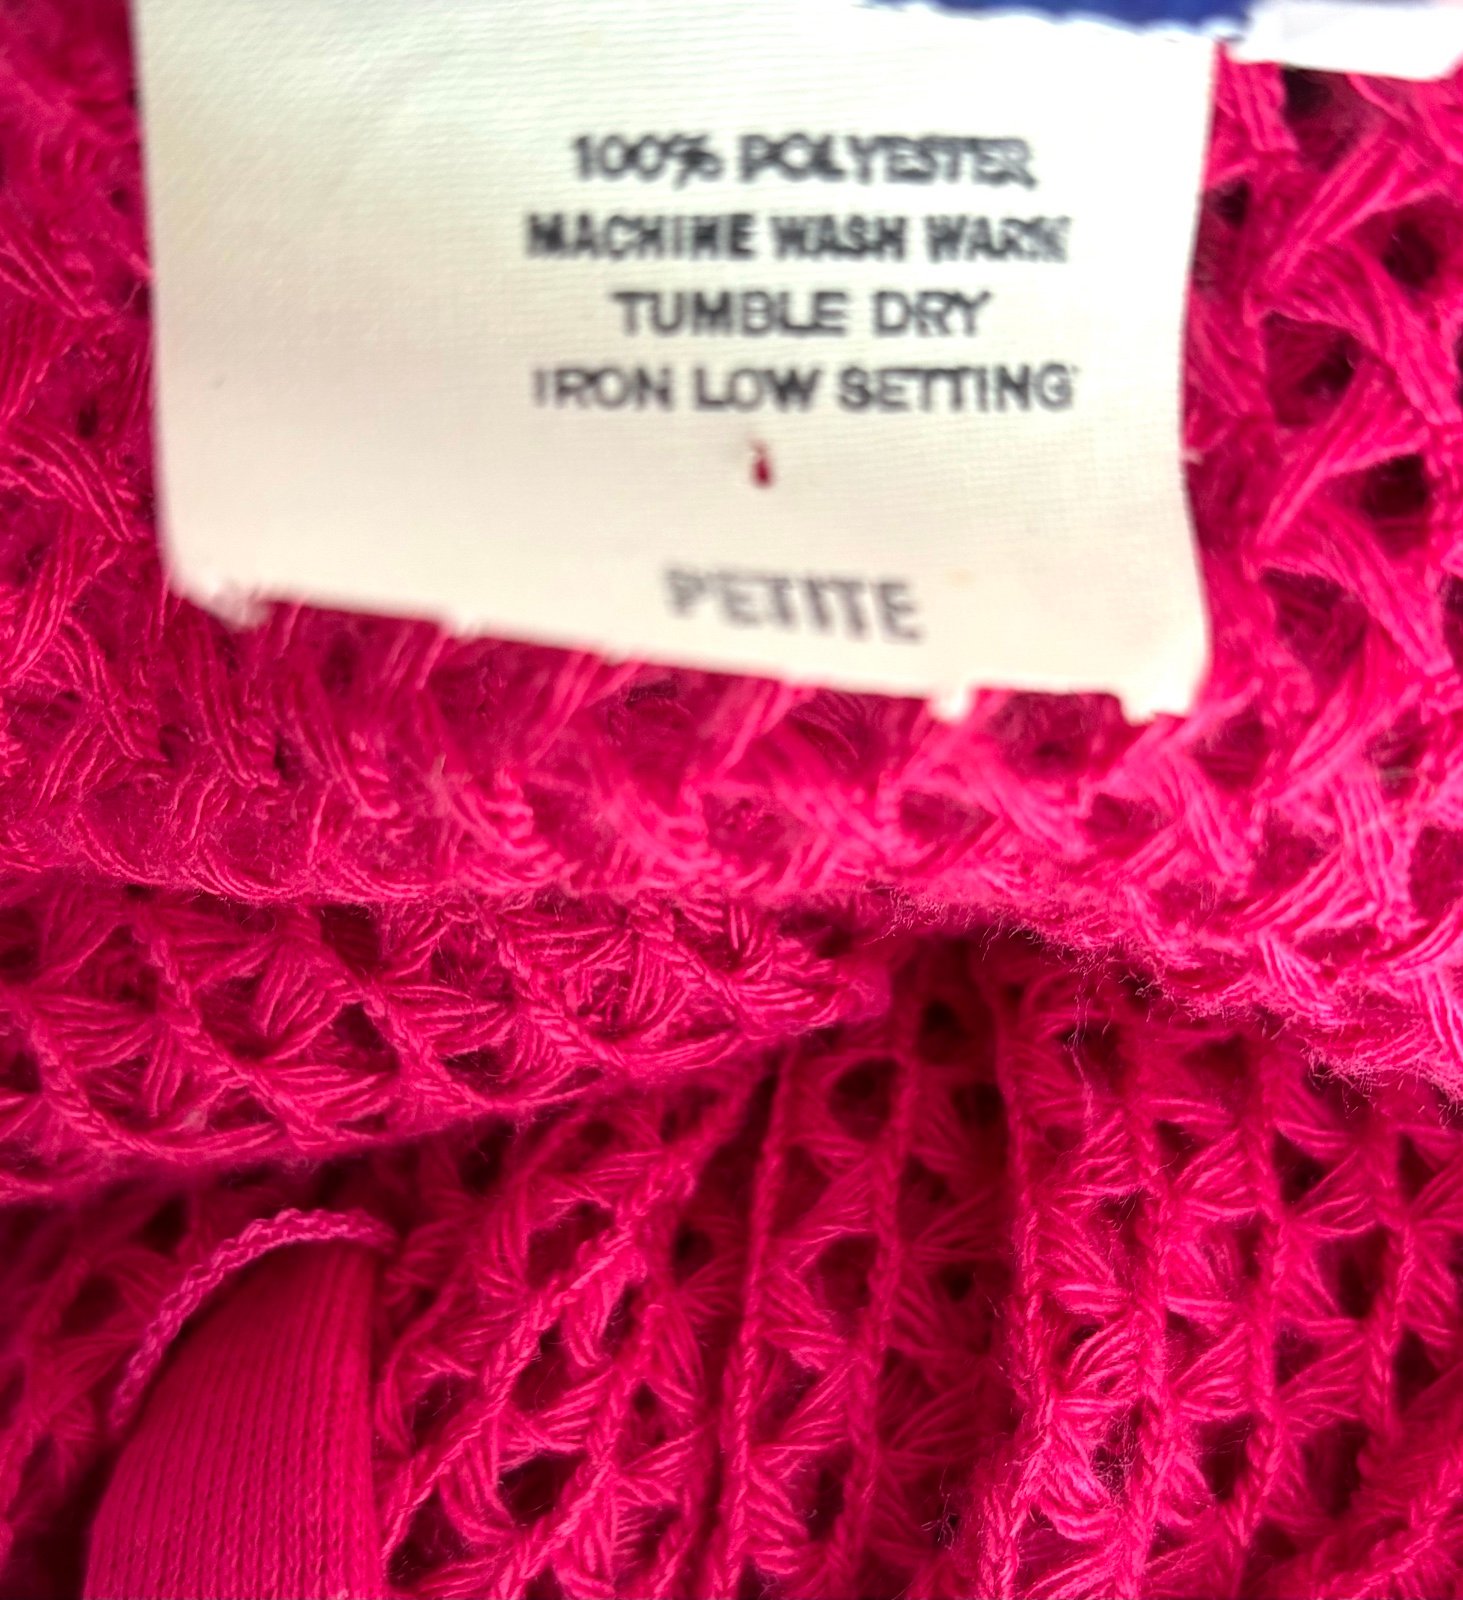 100% POLYESTER
MACHINE WASH WARM
TUMBLE DRY
IRON LOW SETTING
PETITE